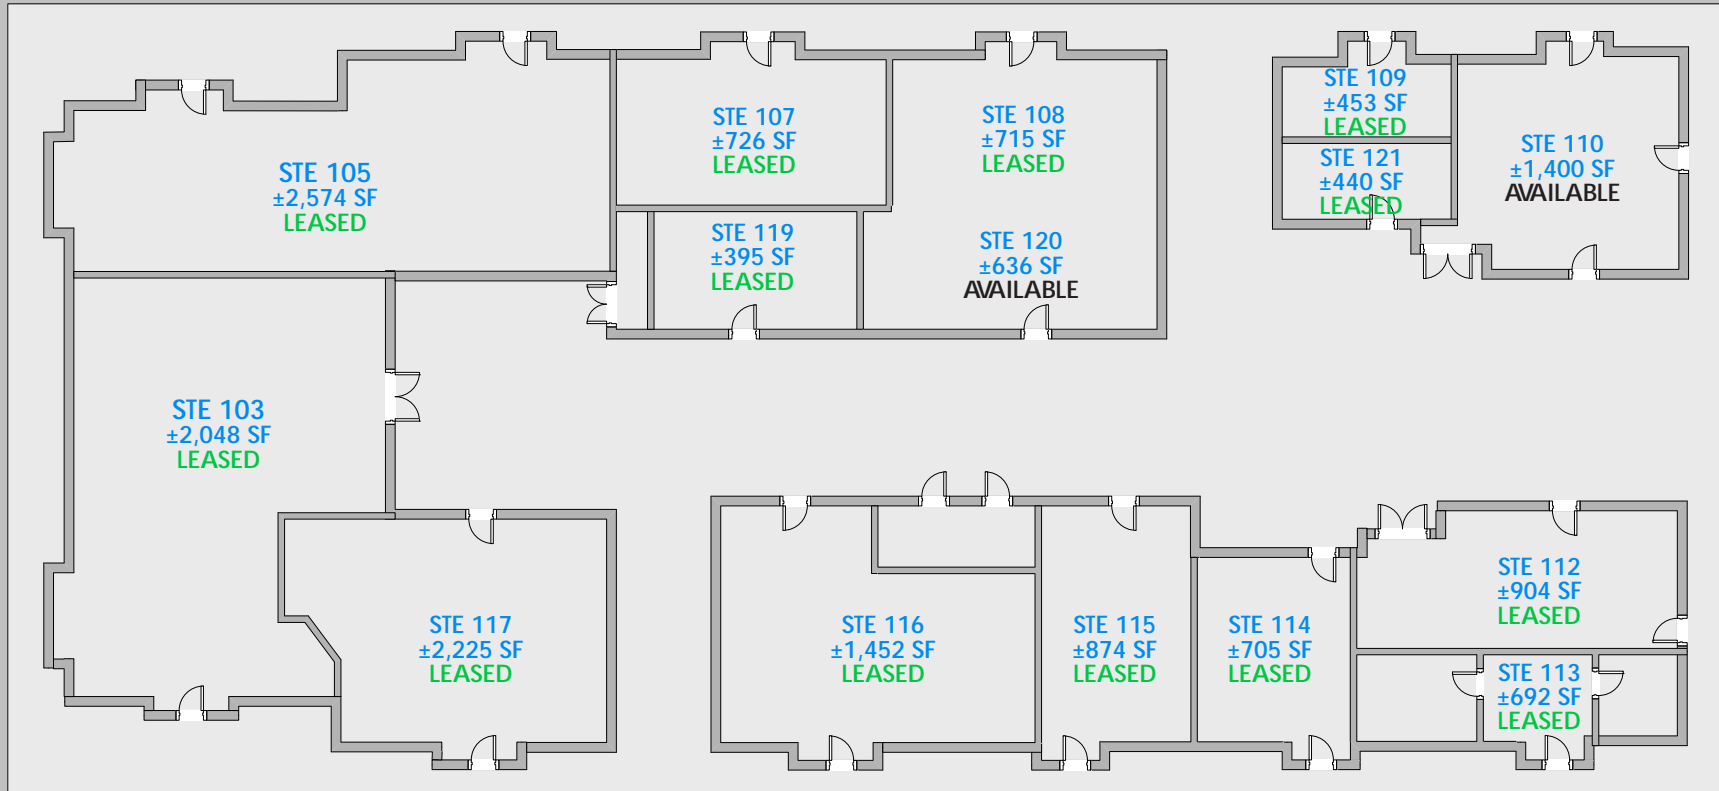 STE 105
±2,574 SF
LEASED
STE 107
±726 SF
LEASED
STE 108
±715 SF
LEASED
STE 109
±453 SF
LEASED
STE 121
±440 SF
LEASED
STE 110
±1,400 SF
AVAILABLE
STE 119
±395 SF
LEASED
STE 120
±636 SF
AVAILABLE
STE 103
±2,048 SF
LEASED
STE 117
±2,225 SF
LEASED
STE 116
±1,452 SF
LEASED
STE 115
±874 SF
LEASED
STE 114
±705 SF
LEASED
STE 112
±904 SF
LEASED
STE 113
±692 SF
LEASED